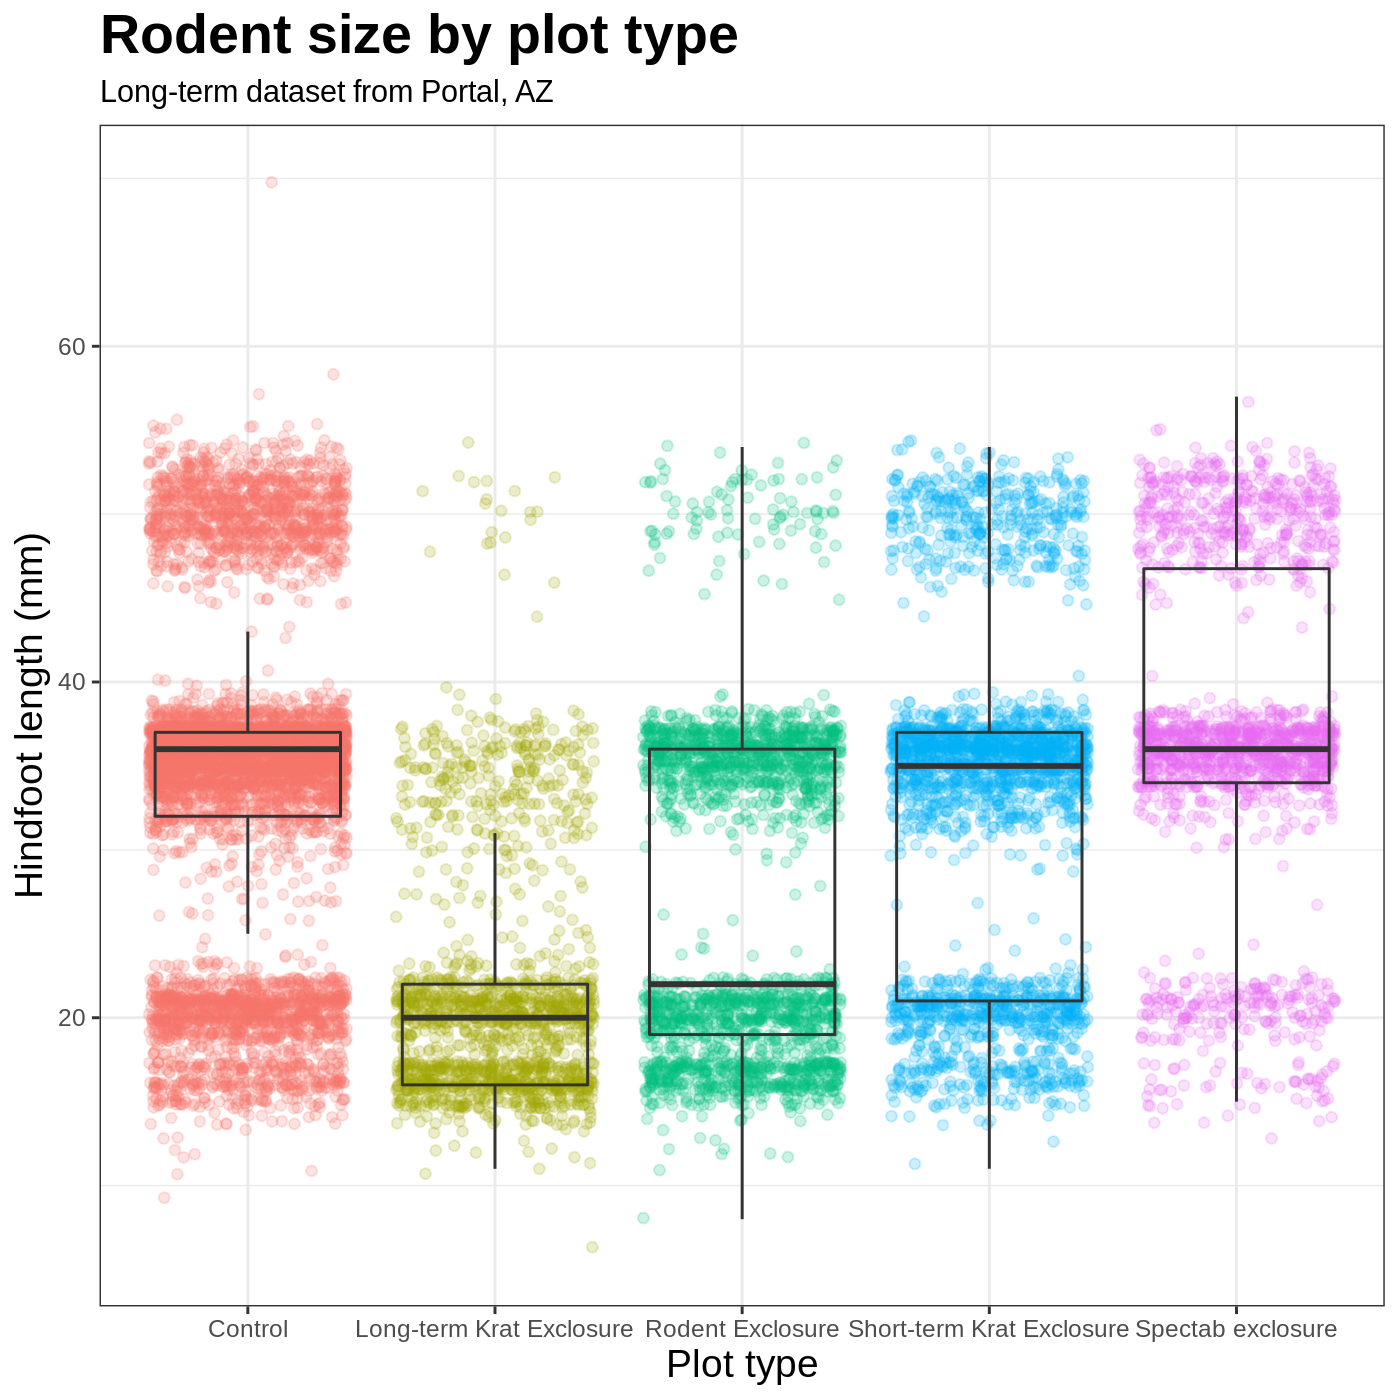 Rodent size by plot type
Long-term dataset from Portal, AZ
Hindfoot length (mm)
60
40
20
Control Long-term Krat Exclosure Rodent Exclosure Short-term Krat Exclosure Spectab exclosure
Plot type